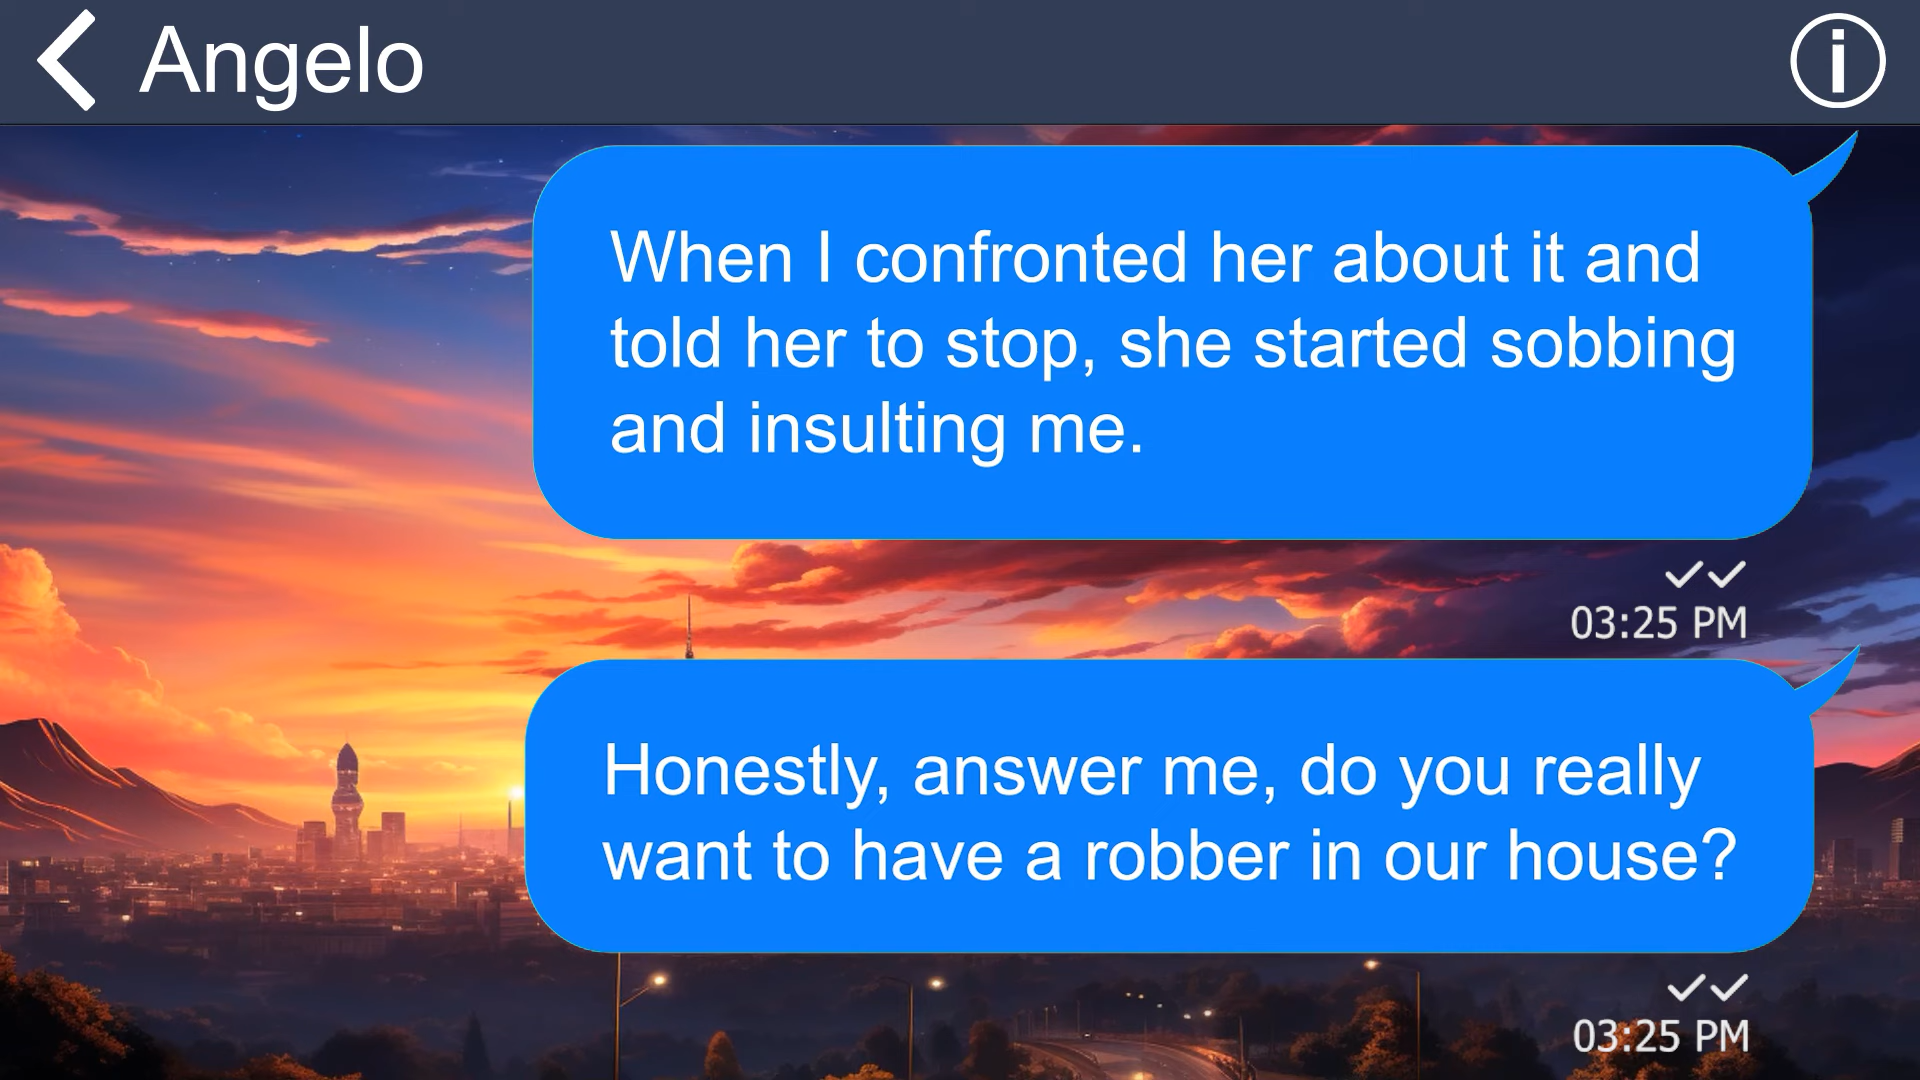 Angelo
When I confronted her about it and
told her to stop, she started sobbing
and insulting me.
03:25 PM
Honestly, answer me, do you really
want to have a robber in our house?
03:25 PM